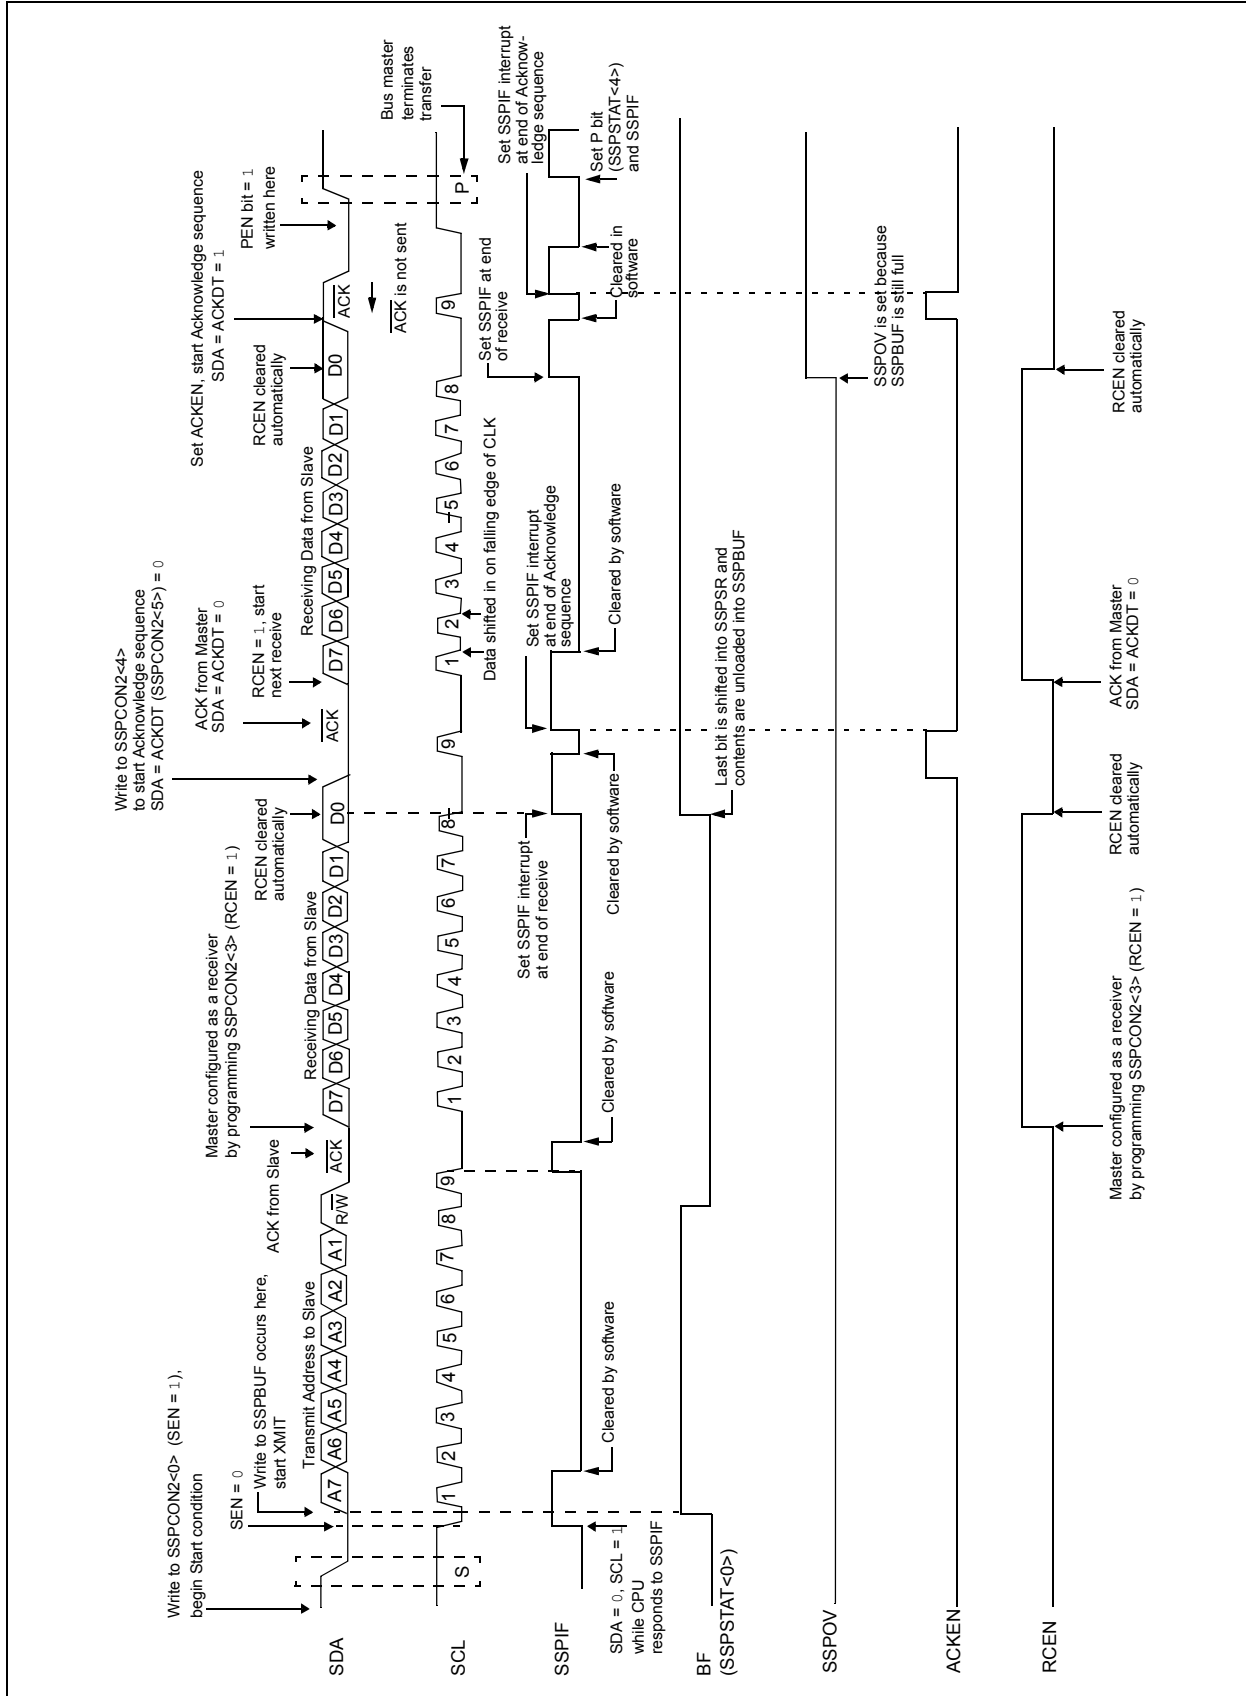 Write to SSPCON2<0> (SEN = 1),
begin Start condition
SEN = 0
Write to SSPBUF occurs here,
start XMIT
Transmit Address to Slave
ACK from Slave
Master configured as a receiver
by programming SSPCON2<3> (RCEN = 1)
Receiving Data from Slave
RCEN cleared
automatically
Write to SSPCON2<4>
to start Acknowledge sequence
SDA = ACKDT (SSPCON2<5>) = 0
ACK from Master
SDA = ACKDT = 0
RCEN = 1, start
next receive
Receiving Data from Slave
RCEN cleared
automatically
Set ACKEN, start Acknowledge sequence
SDA = ACKDT = 1
PEN bit = 1
written here
SDA
A7 A6 A5 A4 A3 A2 A1 R/W ACK D7 D6 D5 D4 D3 D2 D1 D0 ACK D7 D6 D5 D4 D3 D2 D1 D0 ACK
ACK is not sent
Bus master
terminates
transfer
SCL
S 1 2 3 4 5 6 7 8 9 1 2 3 4 5 6 7 8 9 1 2 3 4 5 6 7 8 9 P
Data shifted in on falling edge of CLK
Set SSPIF interrupt
at end of receive
Set SSPIF interrupt
at end of Acknowledge
sequence
Set SSPIF at end
of receive
Set SSPIF interrupt
at end of Acknow-
ledge sequence
SSPIF
SDA = 0, SCL = 1
while CPU
responds to SSPIF
Cleared by software
Cleared by software
Cleared by software
Cleared by software
Cleared in
software
Set P bit
(SSPSTAT<4>)
and SSPIF
BF
(SSPSTAT<0>)
Last bit is shifted into SSPSR and
contents are unloaded into SSPBUF
SSPOV
SSPOV is set because
SSPBUF is still full
ACKEN
RCEN
Master configured as a receiver
by programming SSPCON2<3> (RCEN = 1)
RCEN cleared
automatically
ACK from Master
SDA = ACKDT = 0
RCEN cleared
automatically